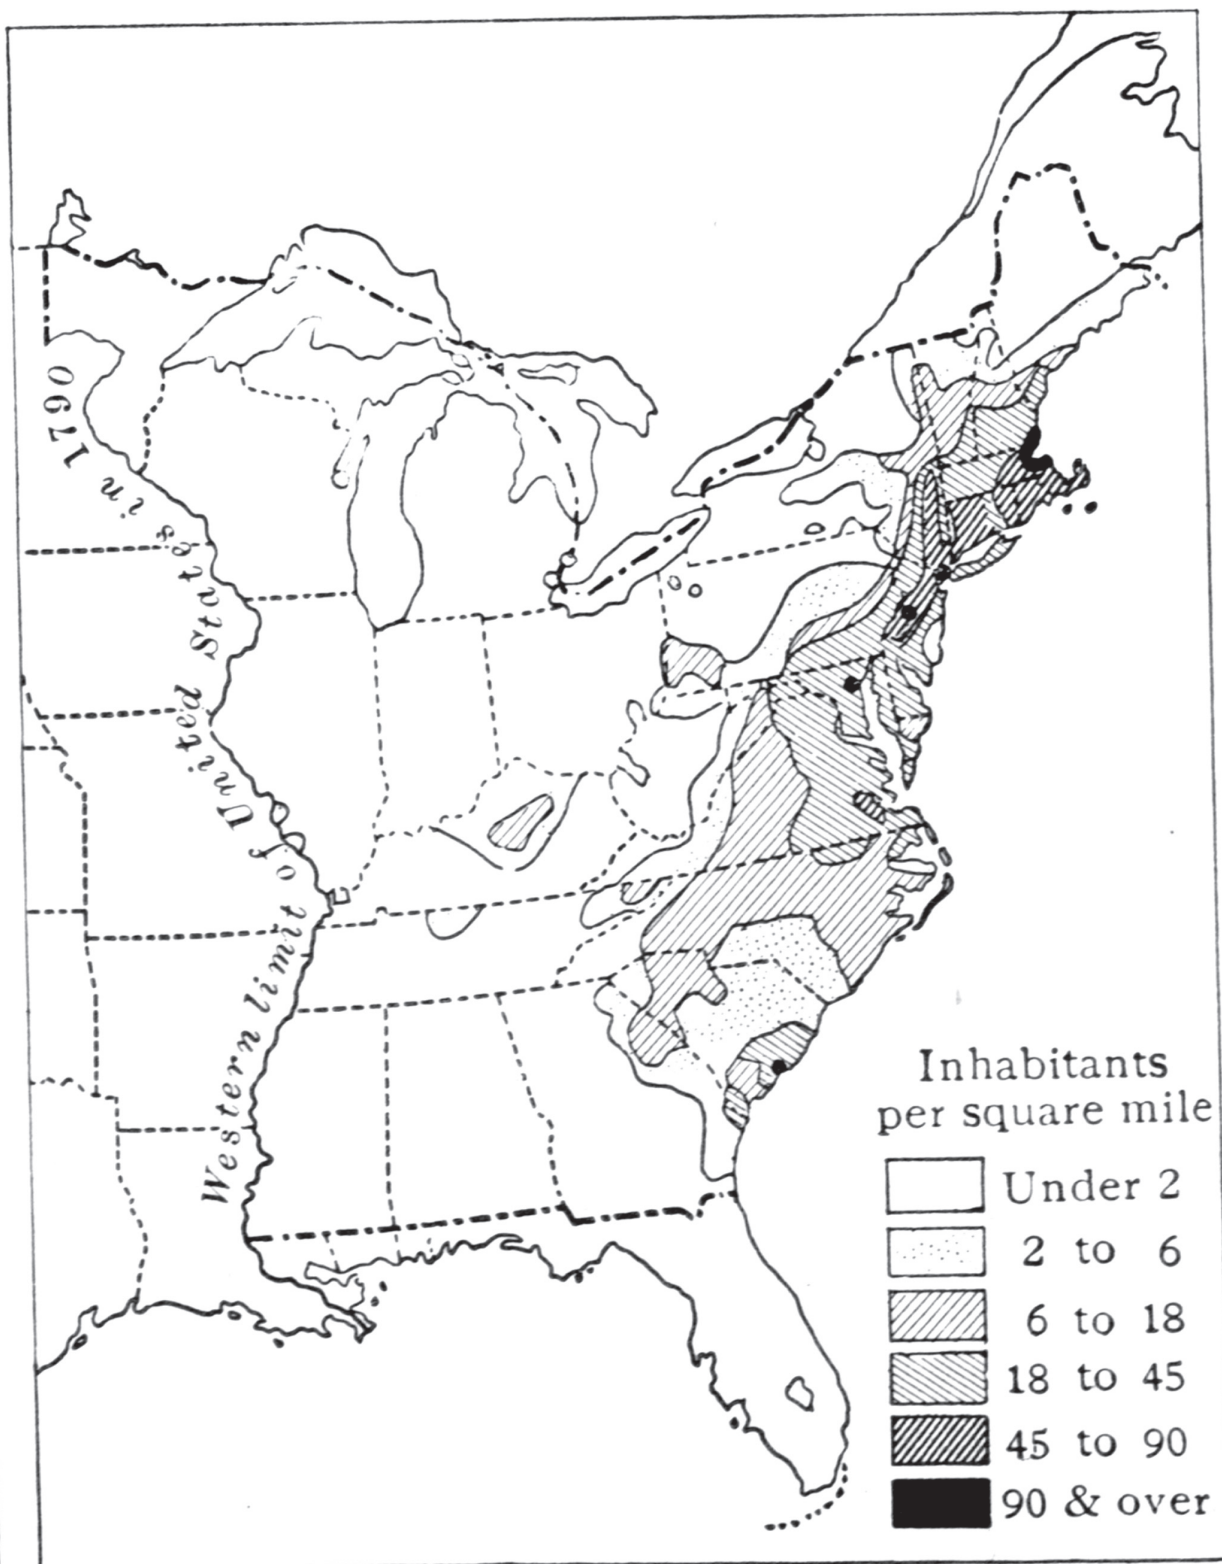 Western limit of United States in 1790
Inhabitants
per square mile
Under 2
2 to 6
6 to 18
18 to 45
45 to 90
90 & over